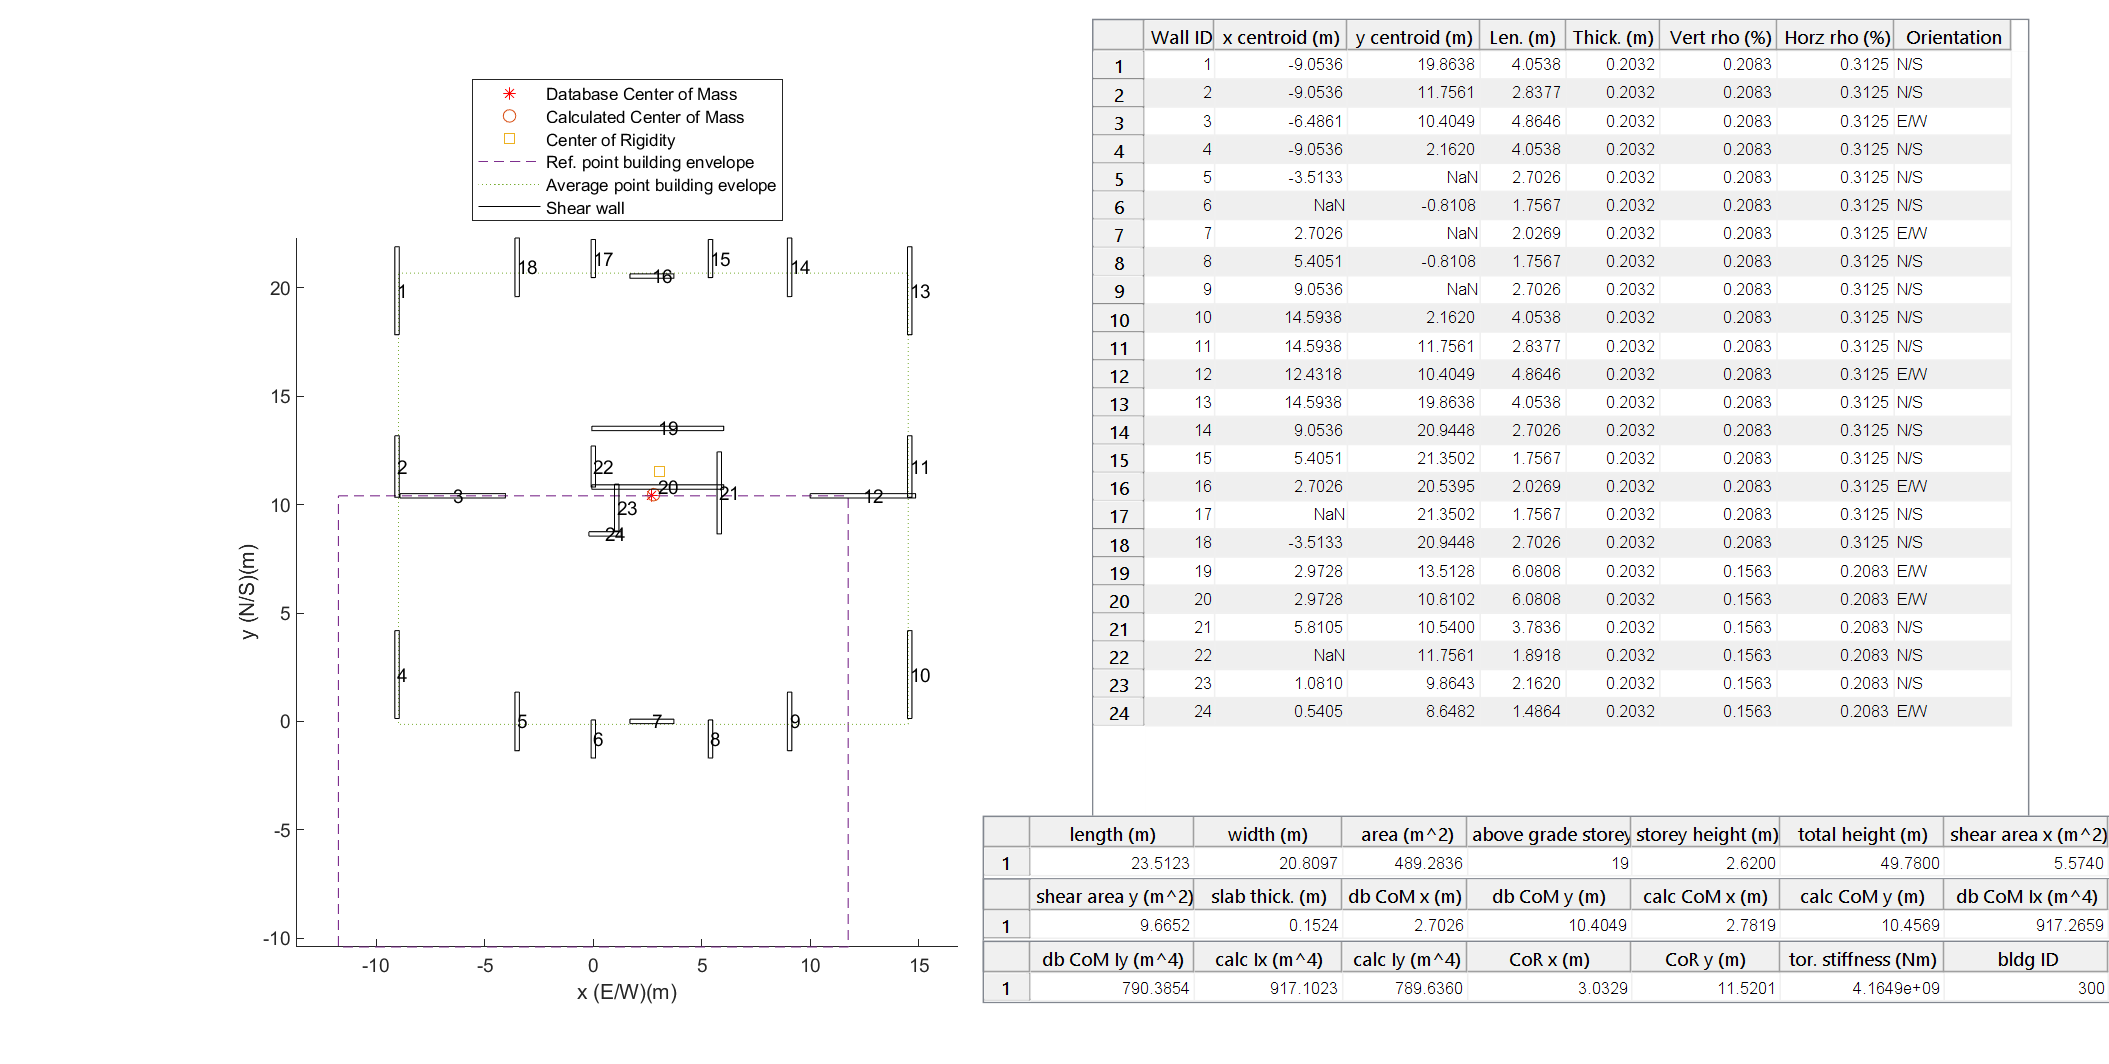 Database Center of Mass
Calculated Center of Mass
Center of Rigidity
Ref. point building envelope
Average point building evelope
Shear wall
20
15
10
5
0
-5
-10
-10
-5
0
5
10
15
x (E/W)(m)
y (N/S)(m)
18
17
15
14
16
1
13
19
2
22
11
20
21
3
12
23
24
4
10
5
7
9
6
8
Wall ID x centroid (m) y centroid (m) Len. (m) Thick. (m) Vert rho (%) Horz rho (%) Orientation
1 1 -9.0536 19.8638 4.0538 0.2032 0.2083 0.3125 N/S
2 2 -9.0536 11.7561 2.8377 0.2032 0.2083 0.3125 N/S
3 3 -6.4861 10.4049 4.8646 0.2032 0.2083 0.3125 E/W
4 4 -9.0536 2.1620 4.0538 0.2032 0.2083 0.3125 N/S
5 5 -3.5133 NaN 2.7026 0.2032 0.2083 0.3125 N/S
6 6 NaN -0.8108 1.7567 0.2032 0.2083 0.3125 N/S
7 7 2.7026 NaN 2.0269 0.2032 0.2083 0.3125 E/W
8 8 5.4051 -0.8108 1.7567 0.2032 0.2083 0.3125 N/S
9 9 9.0536 NaN 2.7026 0.2032 0.2083 0.3125 N/S
10 10 14.5938 2.1620 4.0538 0.2032 0.2083 0.3125 N/S
11 11 14.5938 11.7561 2.8377 0.2032 0.2083 0.3125 N/S
12 12 12.4318 10.4049 4.8646 0.2032 0.2083 0.3125 E/W
13 13 14.5938 19.8638 4.0538 0.2032 0.2083 0.3125 N/S
14 14 9.0536 20.9448 2.7026 0.2032 0.2083 0.3125 N/S
15 15 5.4051 21.3502 1.7567 0.2032 0.2083 0.3125 N/S
16 16 2.7026 20.5395 2.0269 0.2032 0.2083 0.3125 E/W
17 17 NaN 21.3502 1.7567 0.2032 0.2083 0.3125 N/S
18 18 -3.5133 20.9448 2.7026 0.2032 0.2083 0.3125 N/S
19 19 2.9728 13.5128 6.0808 0.2032 0.1563 0.2083 E/W
20 20 2.9728 10.8102 6.0808 0.2032 0.1563 0.2083 E/W
21 21 5.8105 10.5400 3.7836 0.2032 0.1563 0.2083 N/S
22 22 NaN 11.7561 1.8918 0.2032 0.1563 0.2083 N/S
23 23 1.0810 9.8643 2.1620 0.2032 0.1563 0.2083 N/S
24 24 0.5405 8.6482 1.4864 0.2032 0.1563 0.2083 E/W
length (m) width (m) area (m^2) above grade storey storey height (m) total height (m) shear area x (m^2)
1 23.5123 20.8097 489.2836 19 2.6200 49.7800 5.5740
shear area y (m^2) slab thick. (m) db CoM x (m) db CoM y (m) calc CoM x (m) calc CoM y (m) db CoM Ix (m^4)
1 9.6652 0.1524 2.7026 10.4049 2.7819 10.4569 917.2659
db CoM Iy (m^4) calc Ix (m^4) calc Iy (m^4) CoR x (m) CoR y (m) tor. stiffness (Nm) bldg ID
1 790.3854 917.1023 789.6360 3.0329 11.5201 4.1649e+09 300